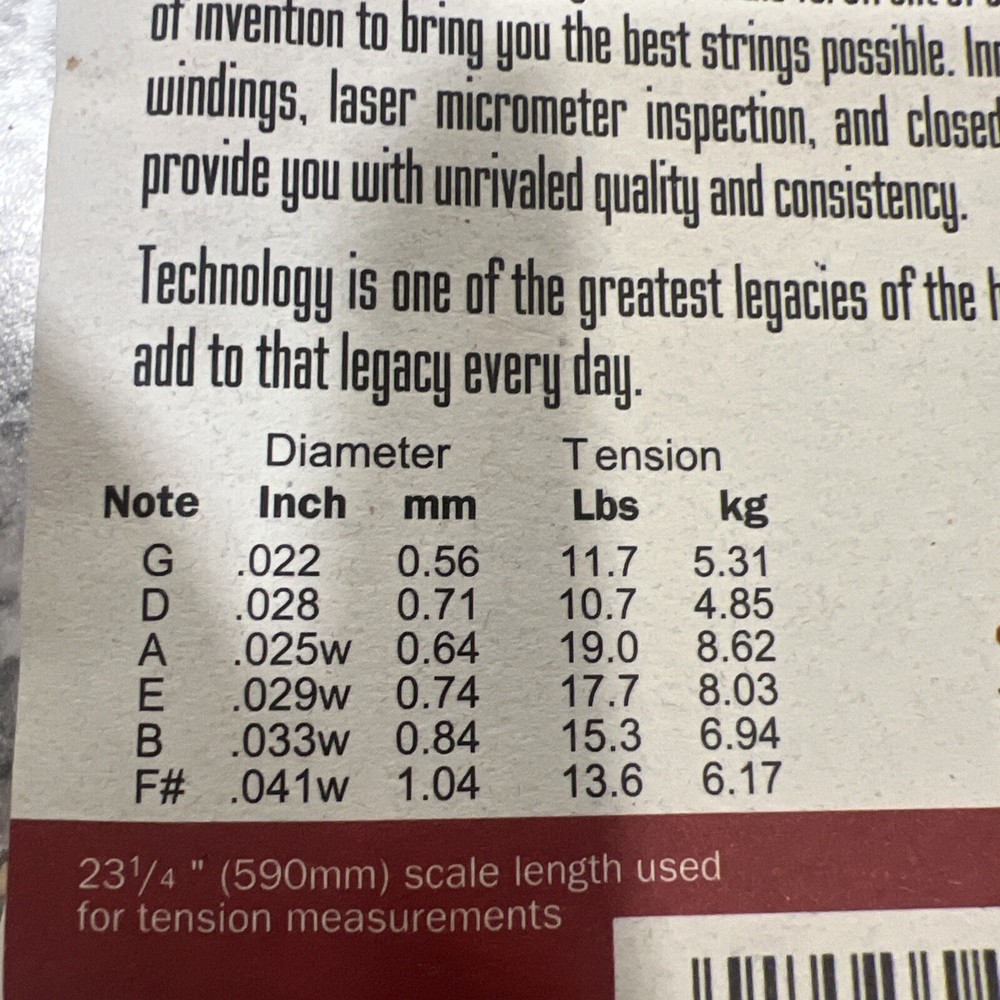 of invention to bring you the best strings possible.
windings, laser micrometer inspection, and closed
provide you with unrivaled quality and consistency.
Technology is one of the greatest legacies of the
add to that legacy every day.
Diameter Tension
Note Inch mm Lbs kg
G .022 0.56 11.7 5.31
D .028 0.71 10.7 4.85
A .025w 0.64 19.0 8.62
E .029w 0.74 17.7 8.03
B .033w 0.84 15.3 6.94
F# .041w 1.04 13.6 6.17
23 1/4 " (590mm) scale length used
for tension measurements